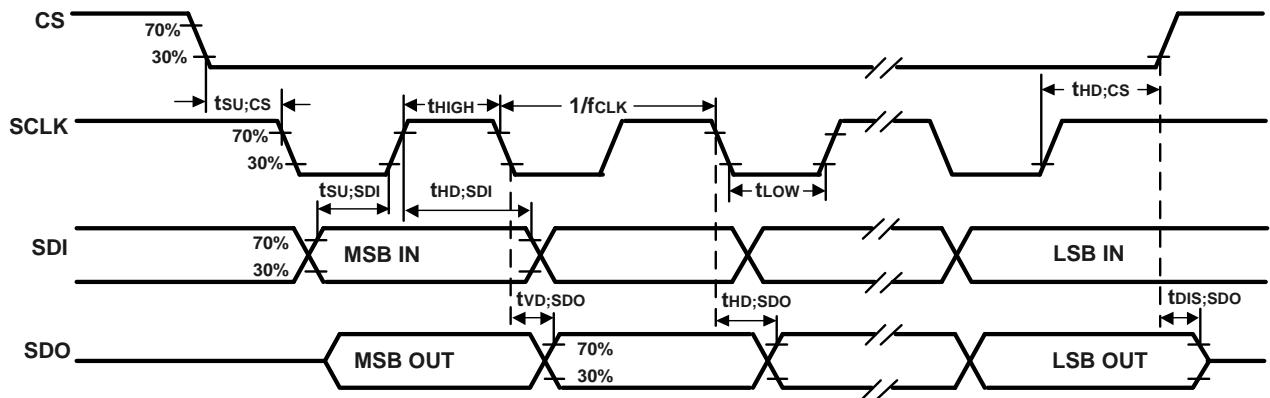 CS
70%
30%
tSU;CS
tHIGH
1/fCLK
tHD;CS
SCLK
70%
30%
tSU;SDI
tHD;SDI
tLOW
SDI
70%
30%
MSB IN
LSB IN
tVD;SDO
tHD;SDO
tDIS;SDO
SDO
MSB OUT
70%
30%
LSB OUT